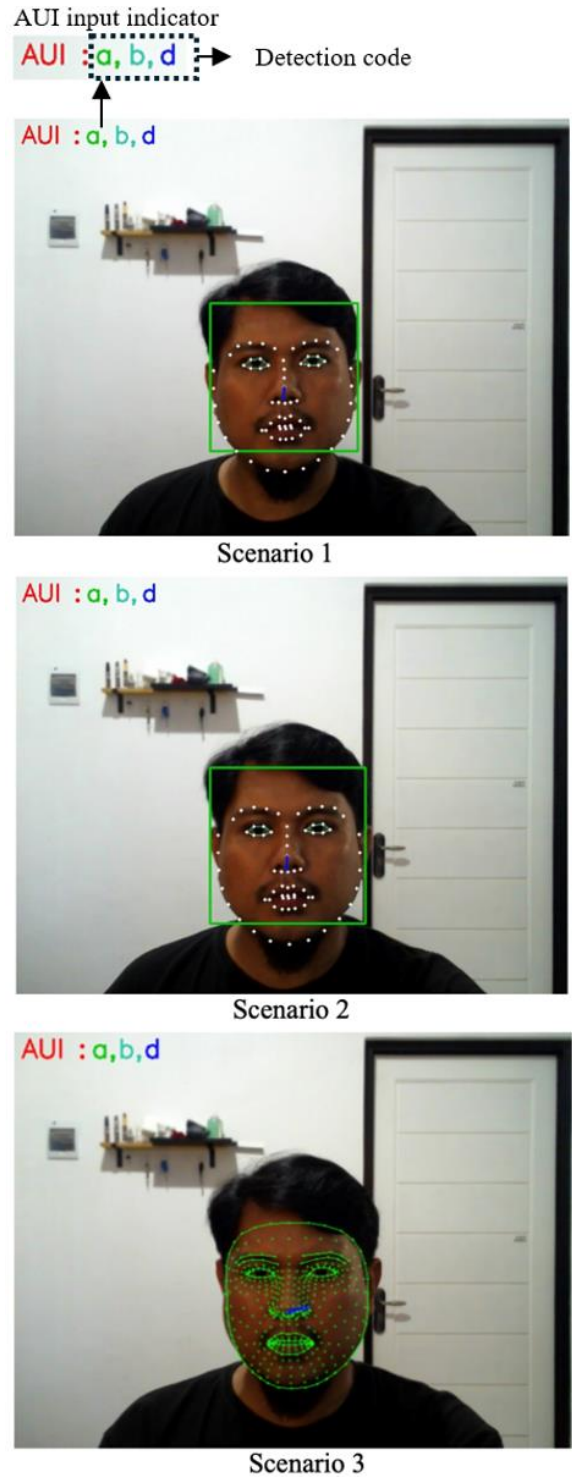 AUI input indicator
AUI : a, b, d Detection code
AUI : a, b, d
Scenario 1
AUI : a, b, d
Scenario 2
AUI : a,b,d
Scenario 3